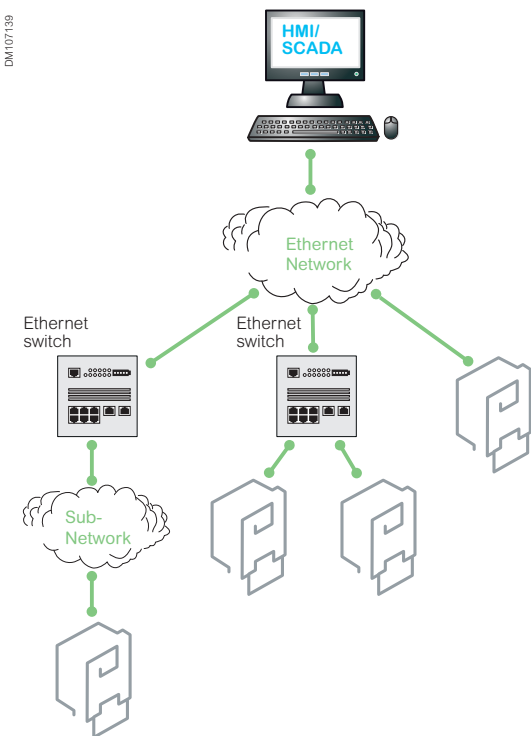 DM107139
HMI/
SCADA
Ethernet
Network
Ethernet
switch
Ethernet
switch
Sub-
Network